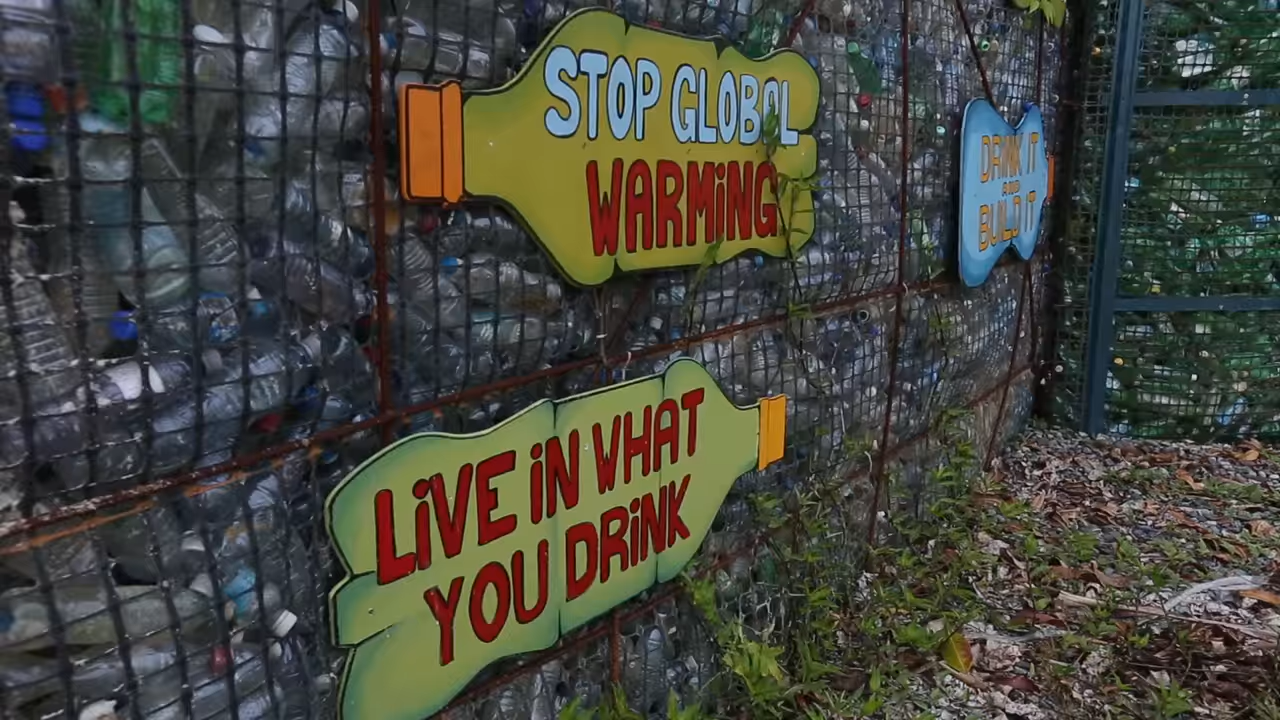 STOP GLOBAL
WARMiNG
DRINK IT
AND
BUILD IT
LiVE iN WHAT
YOU DRiNK